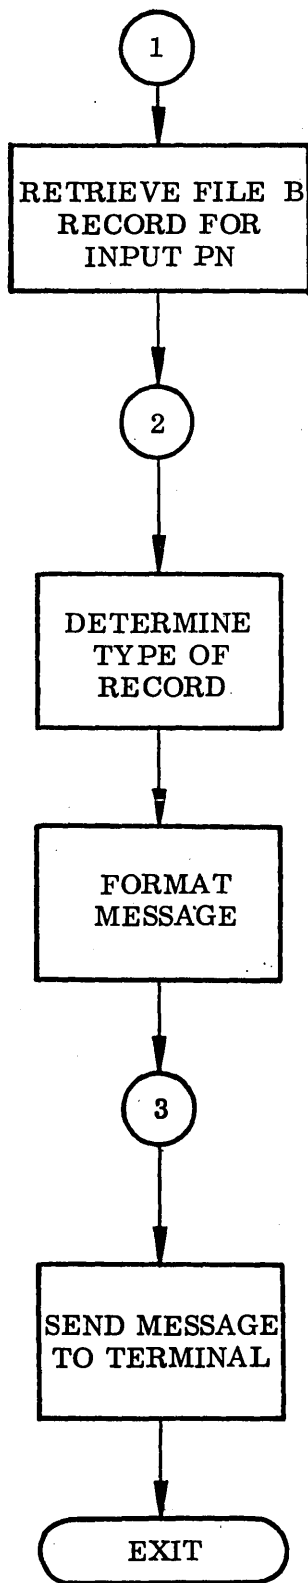 1
RETRIEVE FILE B
RECORD FOR
INPUT PN
2
DETERMINE
TYPE OF
RECORD
FORMAT
MESSAGE
3
SEND MESSAGE
TO TERMINAL
EXIT